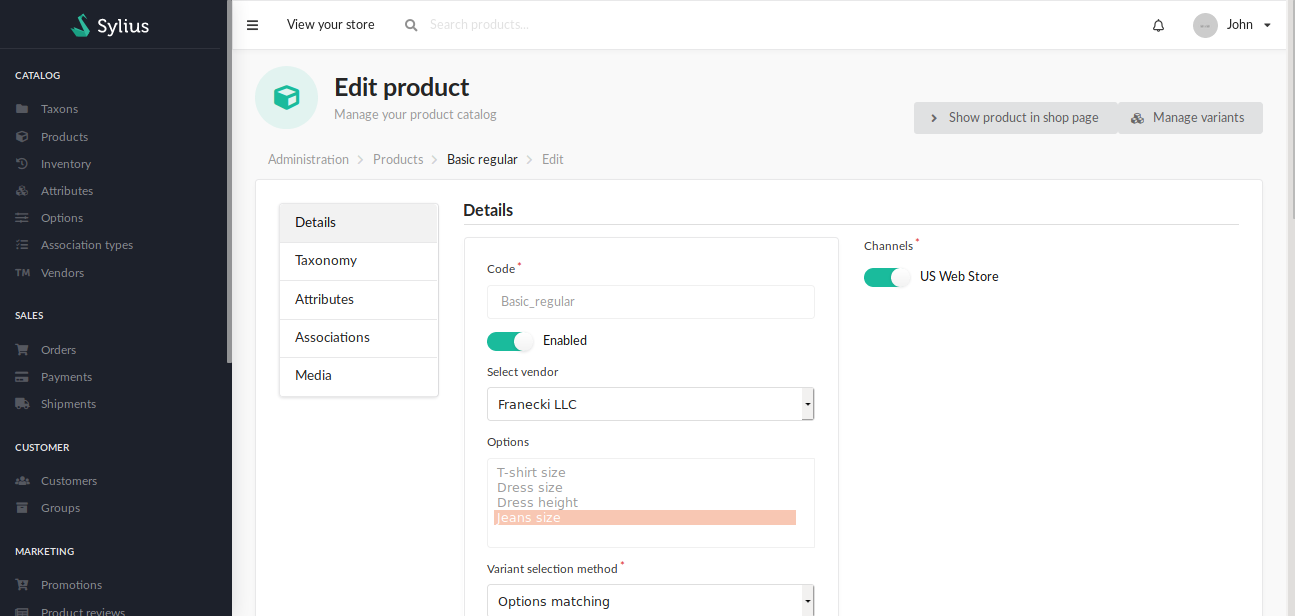 Sylius
View your store
Search products...
John
CATALOG
Taxons
Products
Inventory
Attributes
Options
Association types
TM Vendors
SALES
Orders
Payments
Shipments
CUSTOMER
Customers
Groups
MARKETING
Promotions
Product reviews
Edit product
Manage your product catalog
Show product in shop page
Manage variants
Administration > Products > Basic regular > Edit
Details
Taxonomy
Attributes
Associations
Media
Details
Code *
Basic_regular
Enabled
Select vendor
Franecki LLC
Options
T-shirt size
Dress size
Dress height
Jeans size
Variant selection method *
Options matching
Channels *
US Web Store